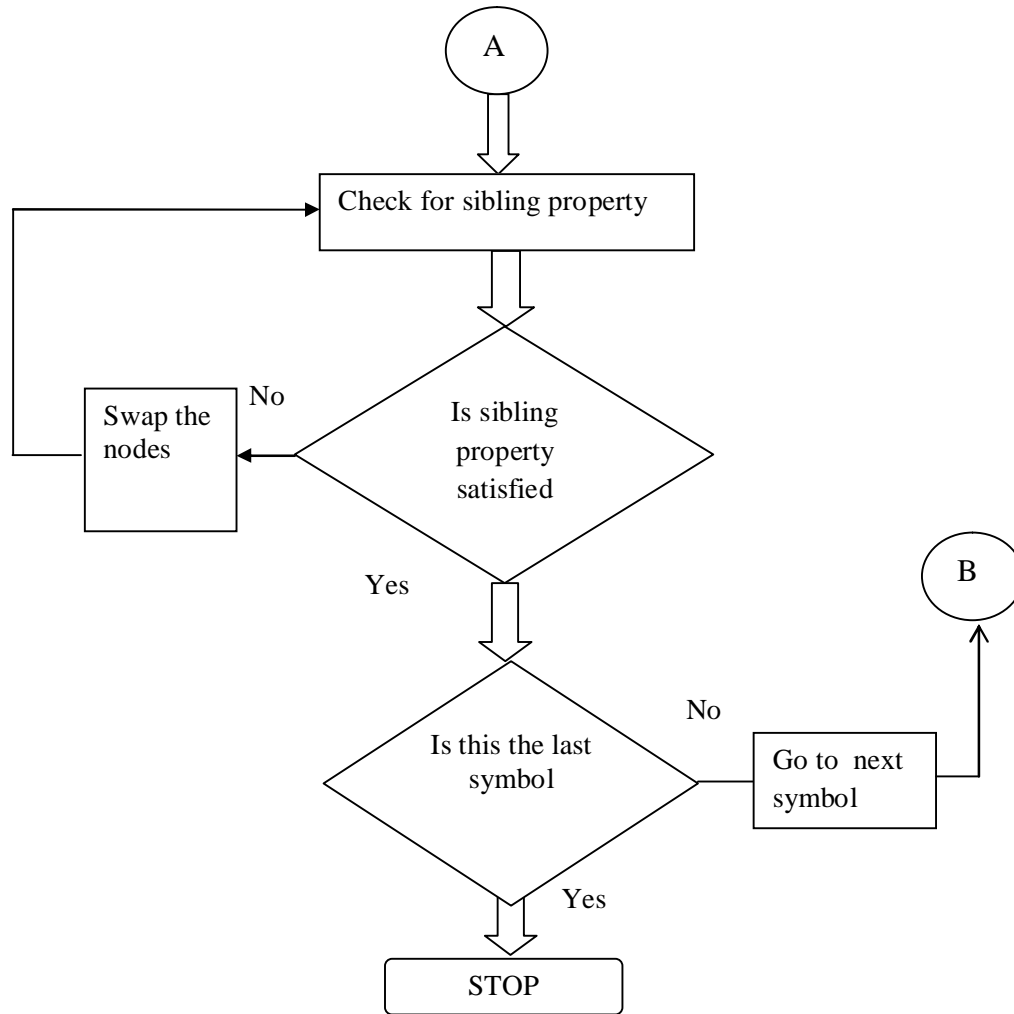 A
Check for sibling property
No
Swap the
nodes
Is sibling
property
satisfied
Yes
B
No
Is this the last
symbol
Go to next
symbol
Yes
STOP